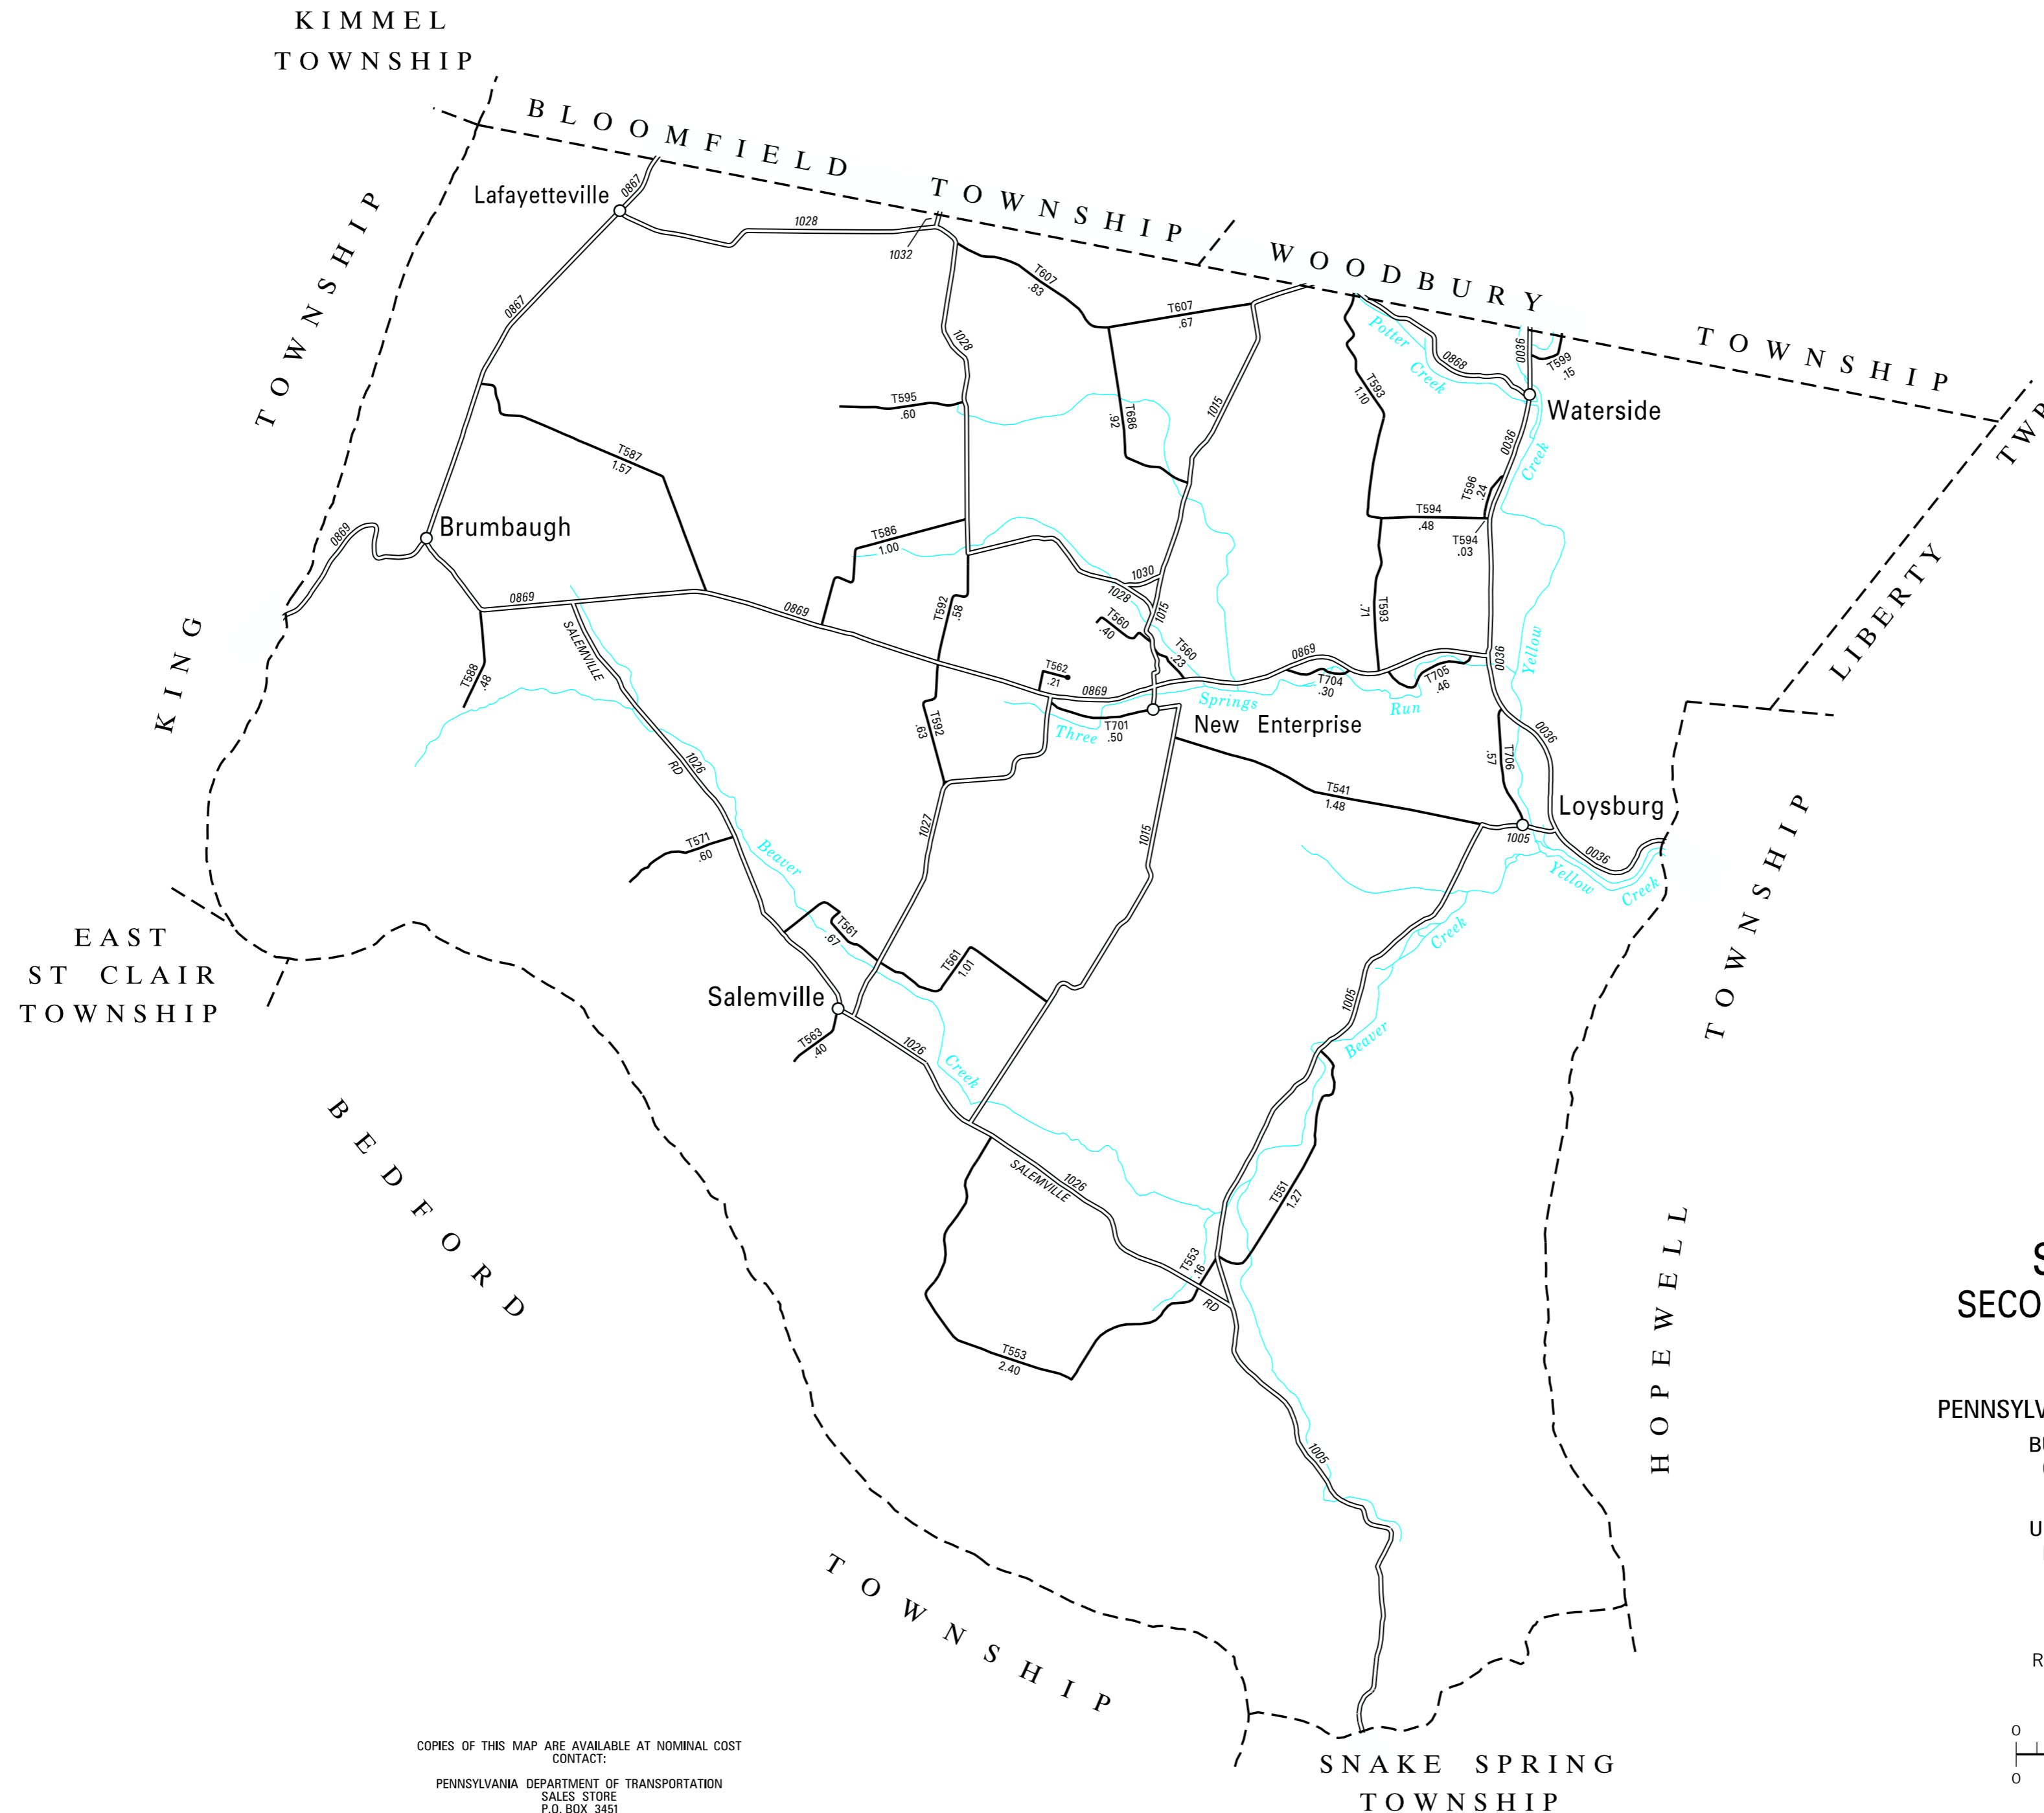 KIMMEL
TOWNSHIP
BLOOMFIELD TOWNSHIP
WOODBURY TOWNSHIP
LIBERTY TWP
KING TOWNSHIP
EAST
ST CLAIR
TOWNSHIP
BEDFORD TOWNSHIP
HOPEWELL TOWNSHIP
SNAKE SPRING
TOWNSHIP
Lafayetteville
0867
1028
1032
0867
T607
.83
T607
.67
1028
T595
.60
T686
.92
1015
Potter
Creek
0868
T593
1.10
0036
T599
.15
Waterside
0036
Creek
T596
.24
T594
.48
T594
.03
T587
1.57
Brumbaugh
0869
0869
T586
1.00
0869
1030
1028
1015
T592
.58
T560
.40
T560
.23
T593
.71
0869
T704
.30
T705
.46
0036
Yellow
T588
.48
SALEMVILLE
1026
RD
T562
.21
0869
Springs
Run
T701
.50
Three
New Enterprise
T592
.63
0036
T706
.57
T541
1.48
Loysburg
1005
0036
Yellow
Creek
1027
1015
T571
.60
Beaver
T561
.67
T561
1.01
Creek
Salemville
T563
.40
1026
Creek
1005
Beaver
SALEMVILLE
1026
T551
1.27
T553
.16
RD
T553
2.40
1005
S
SECO
PENNSYLV
U
R
0
0
COPIES OF THIS MAP ARE AVAILABLE AT NOMINAL COST
CONTACT:
PENNSYLVANIA DEPARTMENT OF TRANSPORTATION
SALES STORE
P.O. BOX 3451